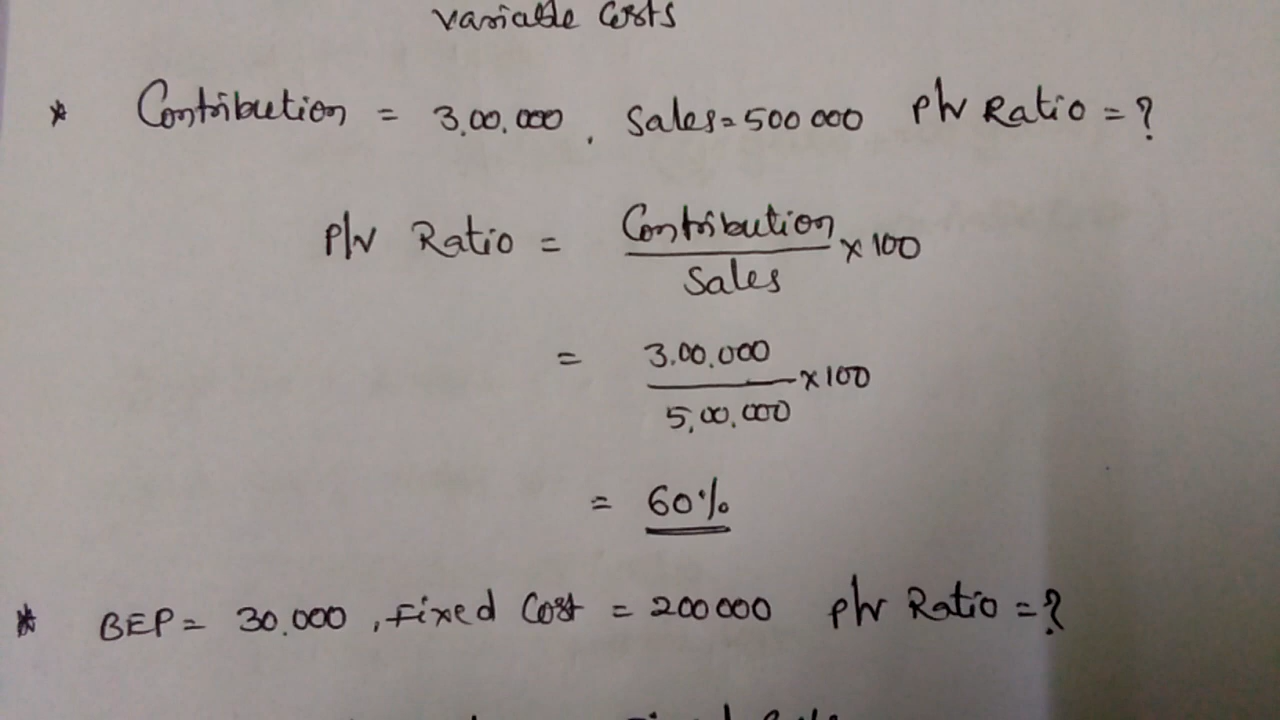 Variable Costs
* Contribution = 3,00,000, Sales=500000 P/V Ratio = ?
P/V Ratio = Contribution/Sales x 100
= 3,00,000/5,00,000 x 100
= 60%
* BEP = 30,000, Fixed Cost = 200000 P/V Ratio = ?